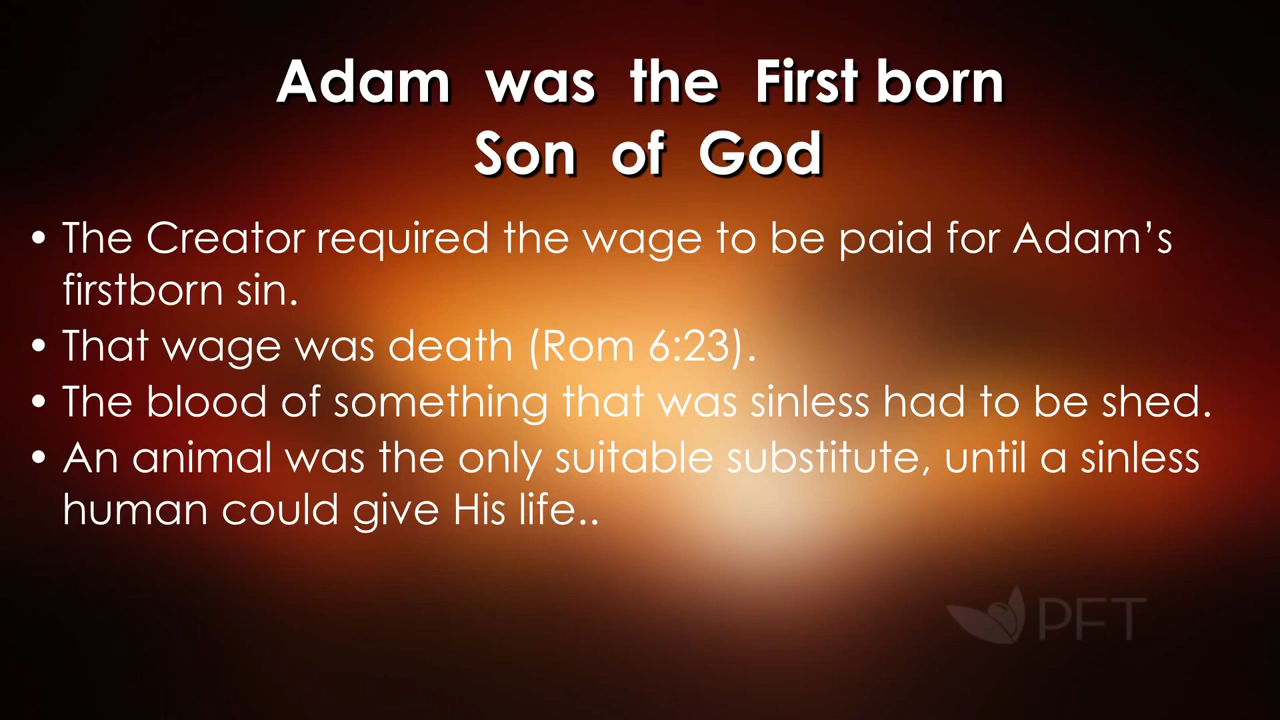 Adam was the First born
Son of God
• The Creator required the wage to be paid for Adam’s
firstborn sin.
• That wage was death (Rom 6:23).
• The blood of something that was sinless had to be shed.
• An animal was the only suitable substitute, until a sinless
human could give His life..
PFT